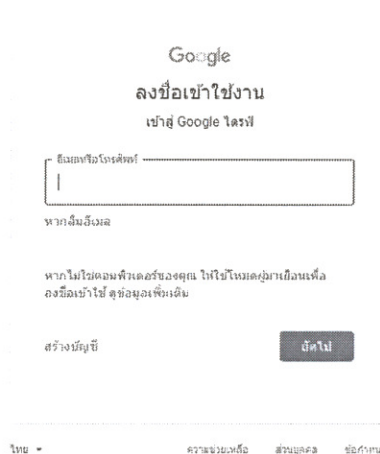 Google
ลงชื่อเข้าใช้งาน
เข้าสู่ Google ไดรฟ์
อีเมลหรือโทรศัพท์
หากลืมอีเมล
หากไม่ใช่คอมพิวเตอร์ของคุณ ให้ใช้โหมดผู้มาเยือนเพื่อ
ลงชื่อเข้าใช้ ดูข้อมูลเพิ่มเติม
สร้างบัญชี
ถัดไป
ไทย
ความช่วยเหลือ ส่วนบุคคล ข้อกำหน